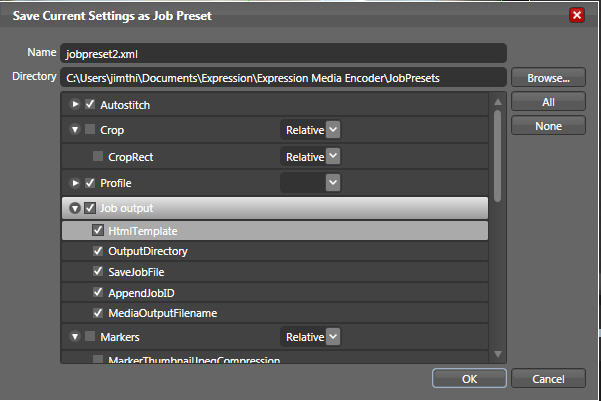 Save Current Settings as Job Preset
Name jobpreset2.xml
Directory C:\Users\jimthi\Documents\Expression\Expression Media Encoder\JobPresets Browse...
Autostitch All
Crop Relative None
CropRect Relative
Profile
Job output
HtmlTemplate
OutputDirectory
SaveJobFile
AppendJobID
MediaOutputFilename
Markers Relative
MarkerThumbnailJpegCompression
OK Cancel